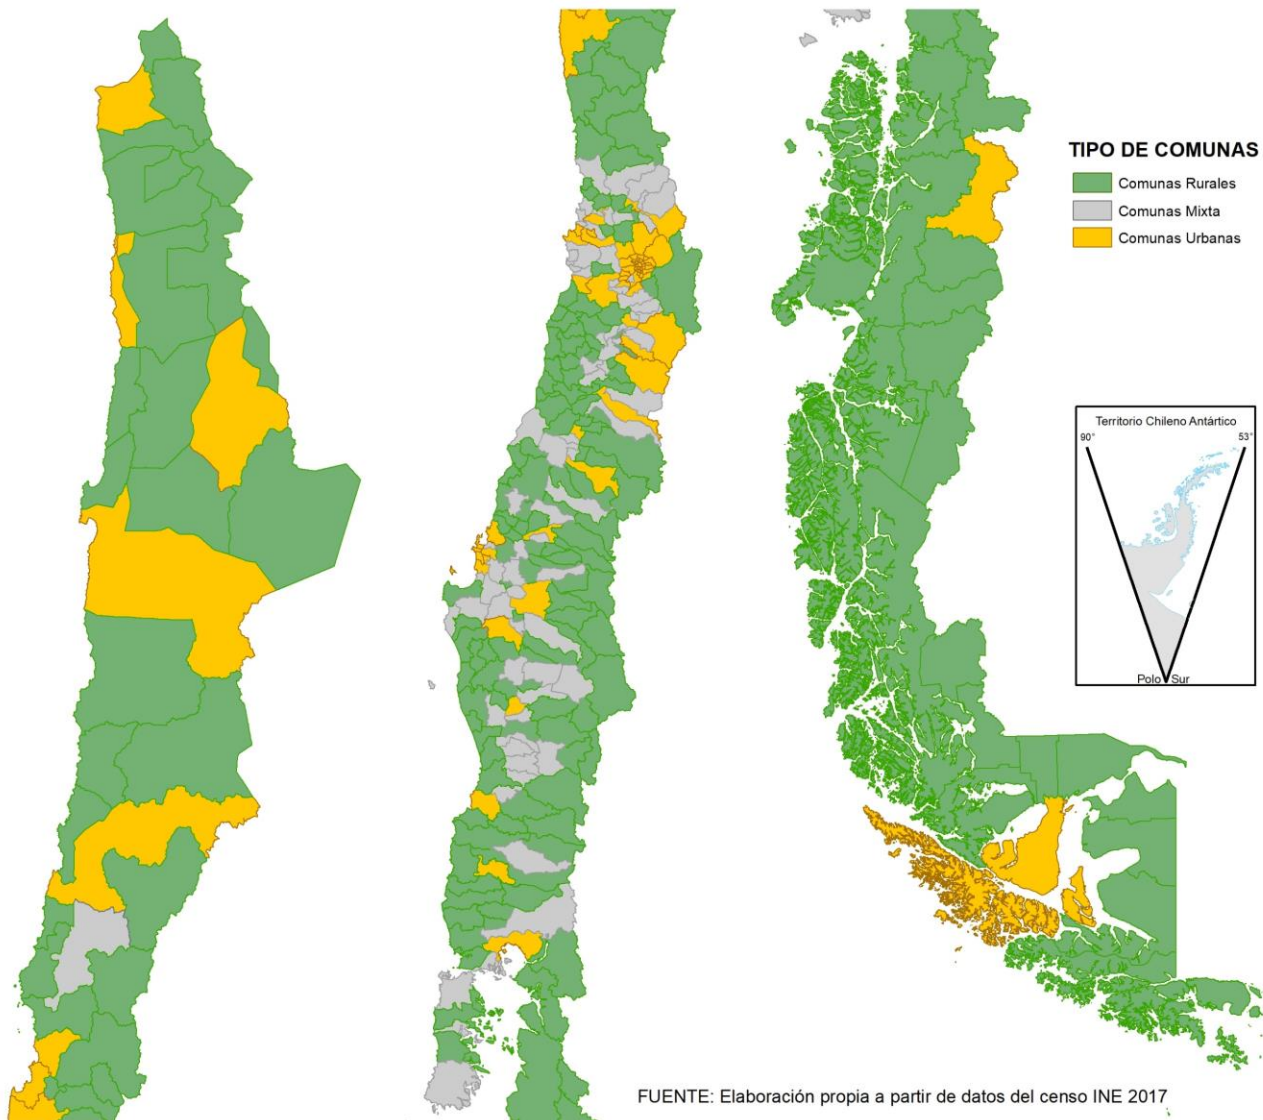 TIPO DE COMUNAS
Comunas Rurales
Comunas Mixta
Comunas Urbanas
Territorio Chileno Antártico
90° 53°
Polo Sur
FUENTE: Elaboración propia a partir de datos del censo INE 2017